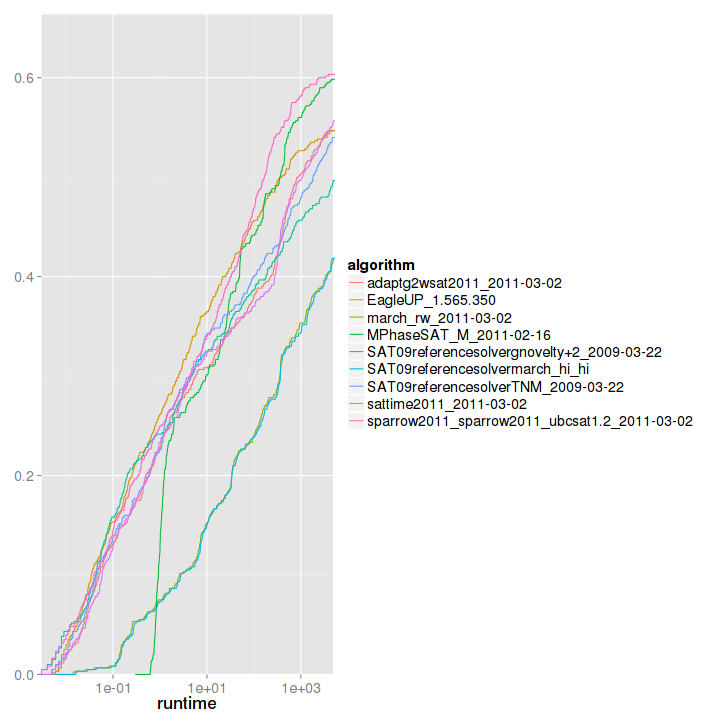 0.6
0.4
0.2
0.0
1e-01
1e+01
1e+03
runtime
algorithm
adaptg2wsat2011_2011-03-02
EagleUP_1.565.350
march_rw_2011-03-02
MPhaseSAT_M_2011-02-16
SAT09referencesolvergnovelty+2_2009-03-22
SAT09referencesolvermarch_hi_hi
SAT09referencesolverTNM_2009-03-22
sattime2011_2011-03-02
sparrow2011_sparrow2011_ubcsat1.2_2011-03-02